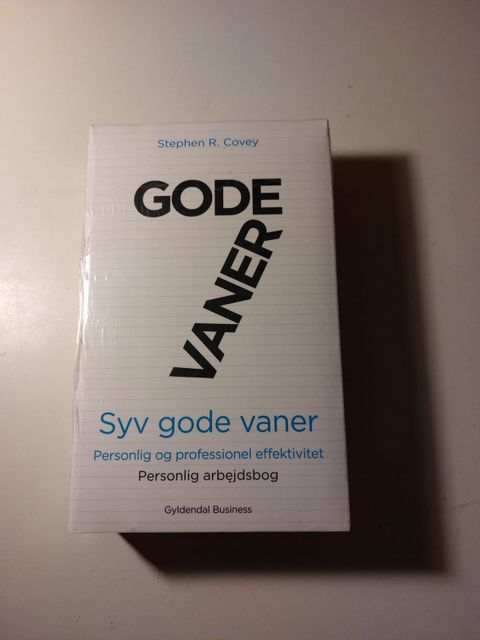 Stephen R. Covey
GODE
VANER
Syv gode vaner
Personlig og professionel effektivitet
Personlig arbejdsbog
Gyldendal Business